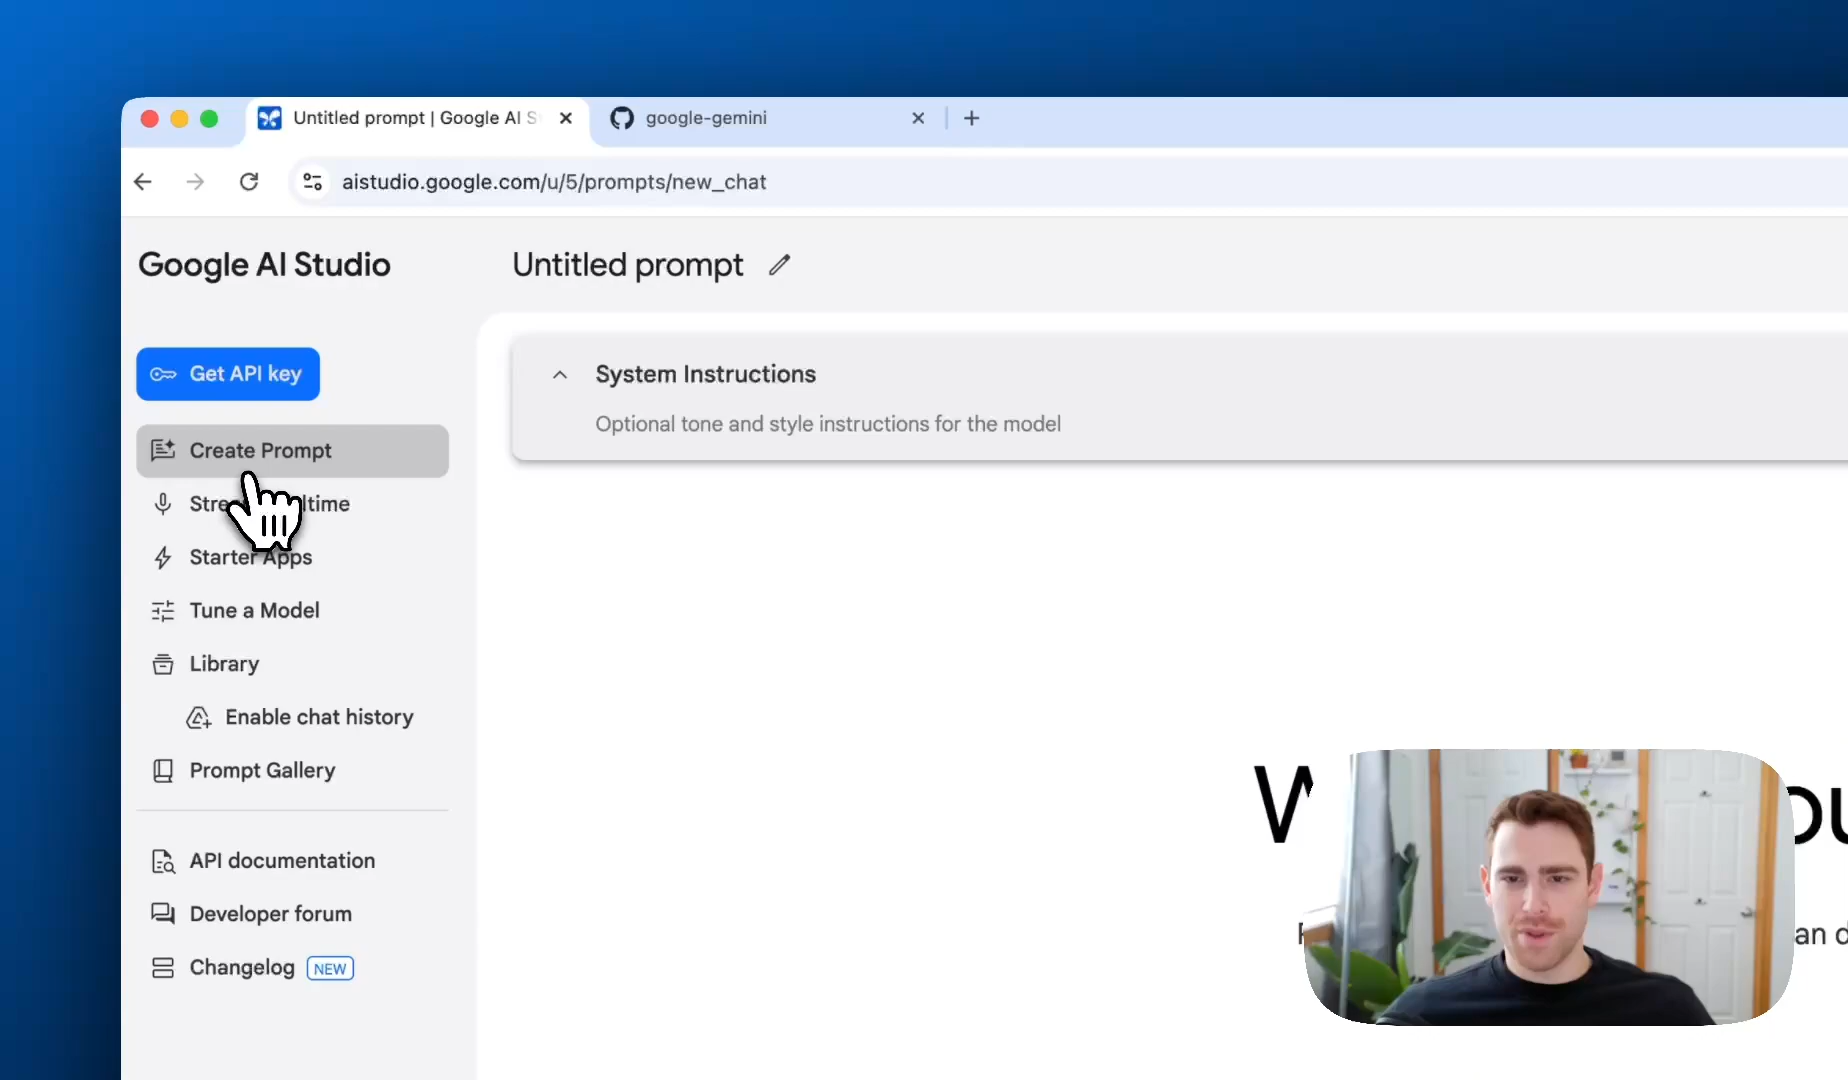 Untitled prompt | Google AI S
google-gemini
aistudio.google.com/u/5/prompts/new_chat
Google AI Studio
Untitled prompt
Get API key
System Instructions
Optional tone and style instructions for the model
Create Prompt
Starter Apps
Tune a Model
Library
Enable chat history
Prompt Gallery
API documentation
Developer forum
Changelog NEW